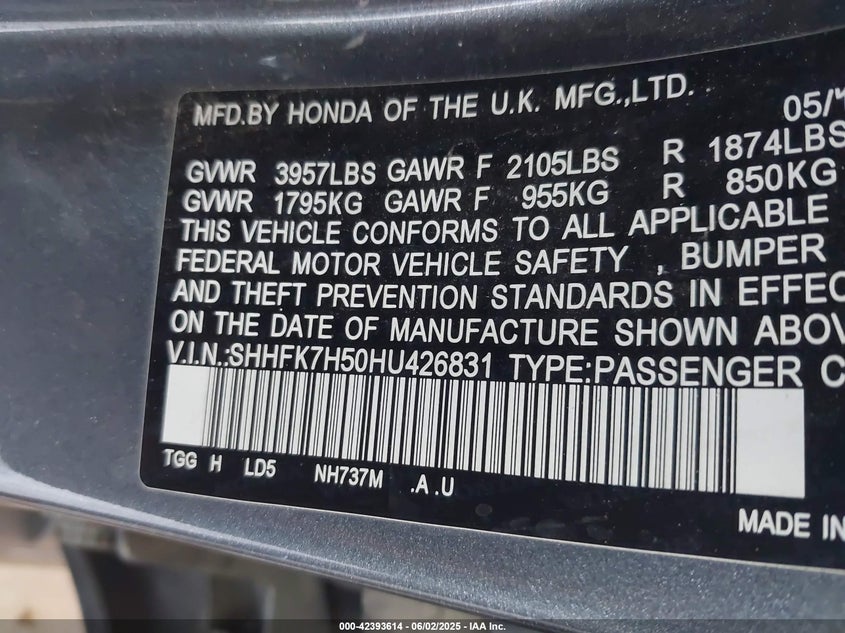 MFD.BY HONDA OF THE U.K. MFG.,LTD. 05/
GVWR 3957LBS GAWR F 2105LBS R 1874LBS
GVWR 1795KG GAWR F 955KG R 850KG
THIS VEHICLE CONFORMS TO ALL APPLICABLE
FEDERAL MOTOR VEHICLE SAFETY , BUMPER
AND THEFT PREVENTION STANDARDS IN EFFEC
ON THE DATE OF MANUFACTURE SHOWN ABOV
V.I.N.:SHHFK7H50HU426831 TYPE:PASSENGER C
TGG H LD5 NH737M .A .U
MADE IN
000-42393614 - 06/02/2025 - IAA Inc.